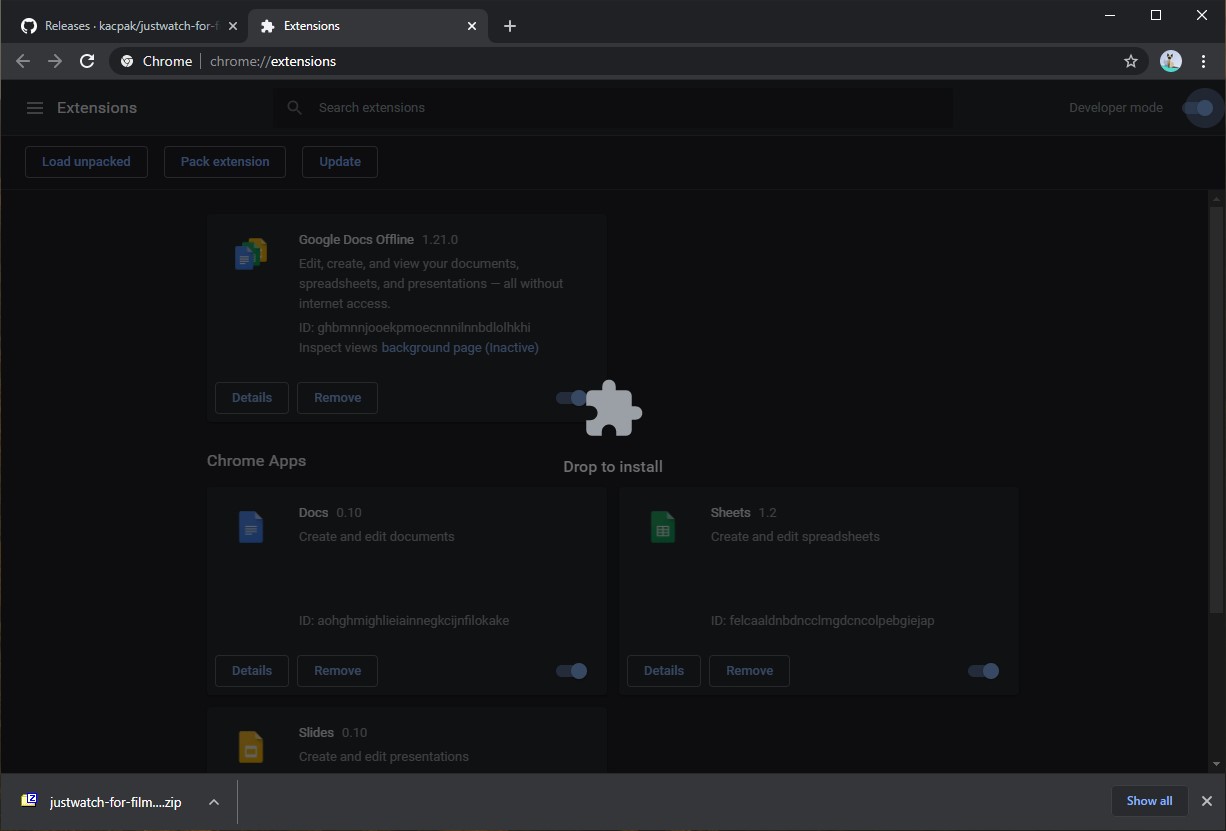 Releases · kacpak/justwatch-for-f
Extensions
Chrome
chrome://extensions
Extensions
Search extensions
Developer mode
Load unpacked
Pack extension
Update
Google Docs Offline 1.21.0
Edit, create, and view your documents,
spreadsheets, and presentations — all without
internet access.
ID: ghbmnnjooekpmoecnnnilnnbdlolhkhi
Inspect views background page (Inactive)
Details
Remove
Drop to install
Chrome Apps
Docs 0.10
Create and edit documents
ID: aohghmighlieiainnegkcijnfilokake
Details
Remove
Sheets 1.2
Create and edit spreadsheets
ID: felcaaldnbdncclmgdcncolpebgiejap
Details
Remove
Slides 0.10
Create and edit presentations
justwatch-for-film....zip
Show all